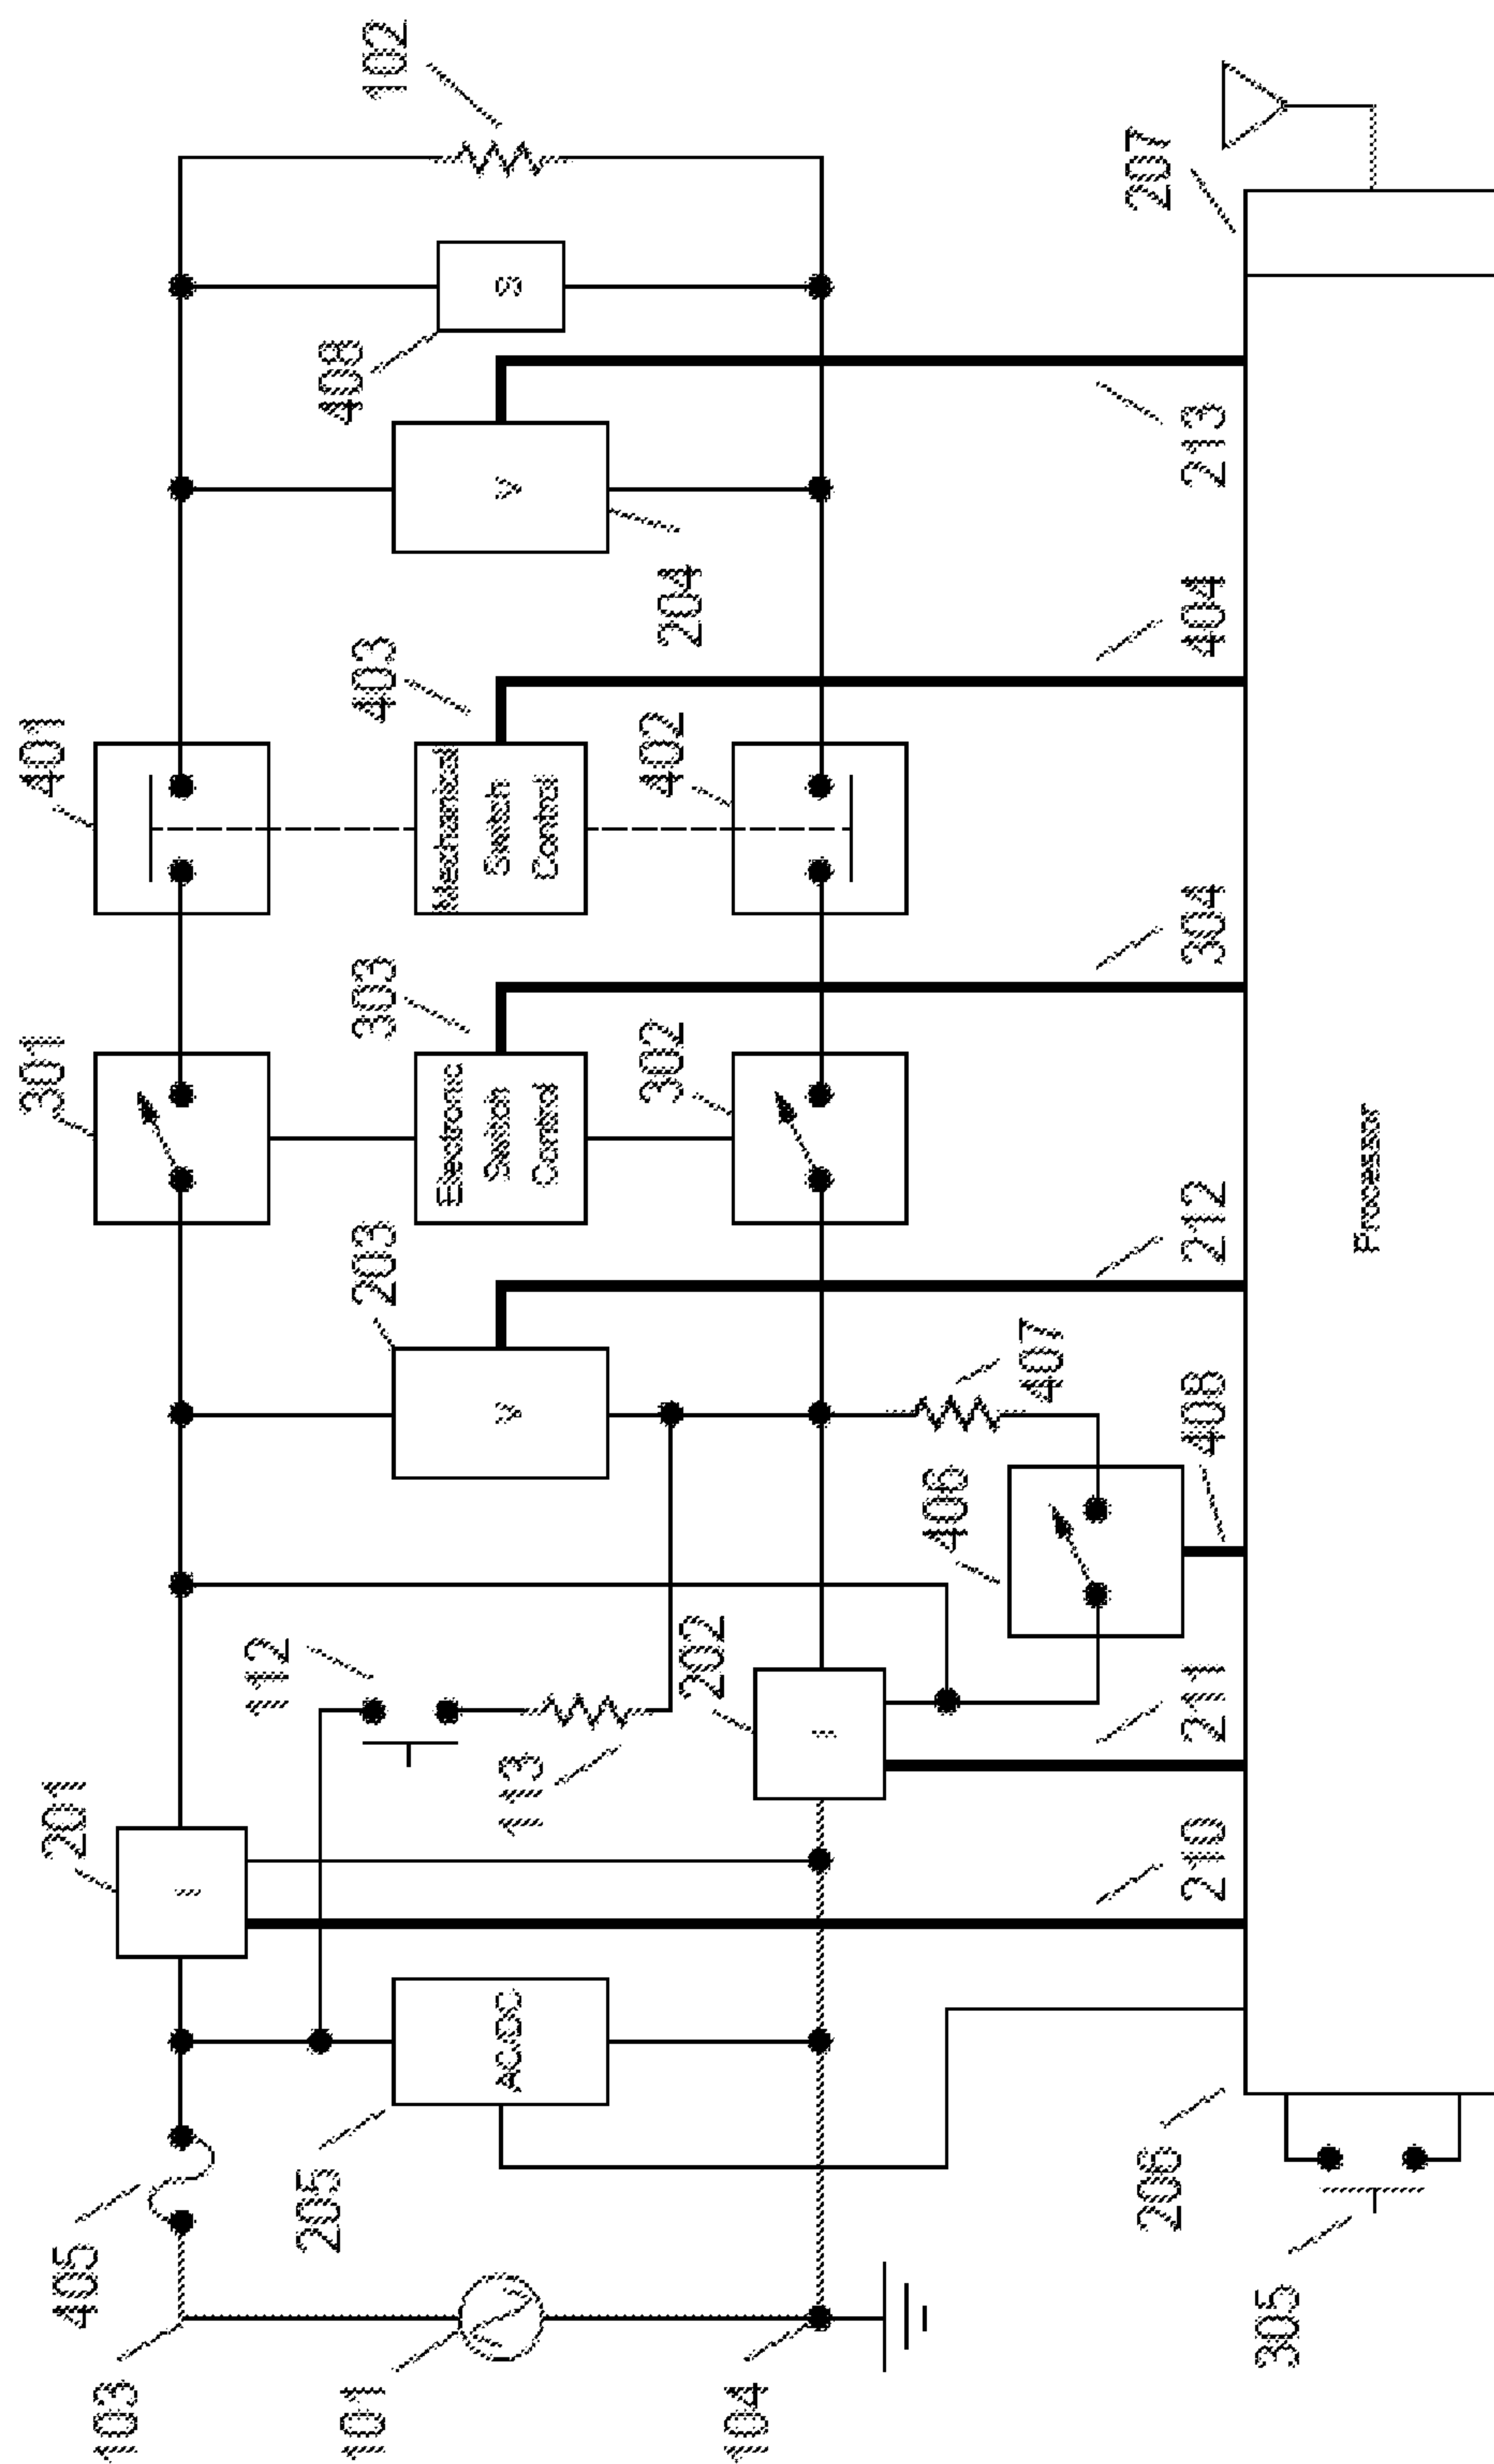 301
401
201
405
103
I
112
205
408
101
203
303
403
102
AC/DC
V
Electronic
Switch
Control
Mechanical
Switch
Control
V
S
113
202
302
402
204
104
I
406
407
207
206
210
211
408
212
304
404
213
305
Processor